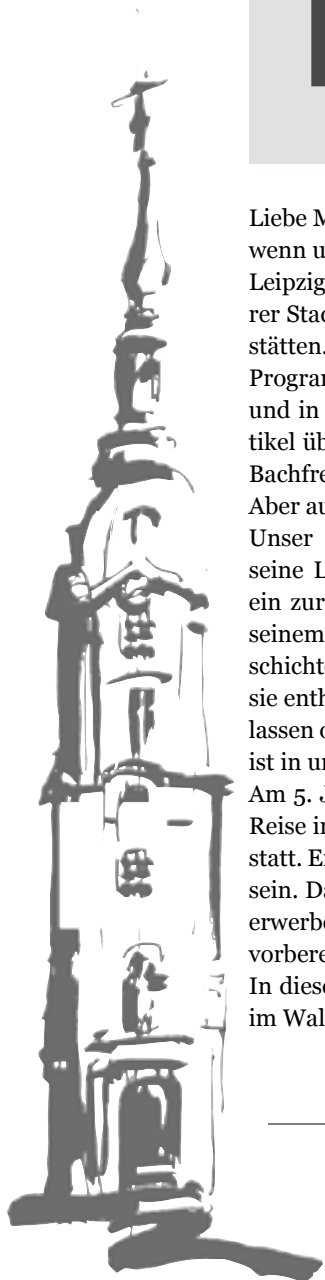 Liebe M
wenn u
Leipzig
rer Stad
stätten.
Program
und in
tikel üb
Bachfre
Aber au
Unser
seine L
ein zur
seinem
schichte
sie enth
lassen d
ist in un
Am 5. J
Reise in
statt. Er
sein. Da
erwerbe
vorbere
In diese
im Wal